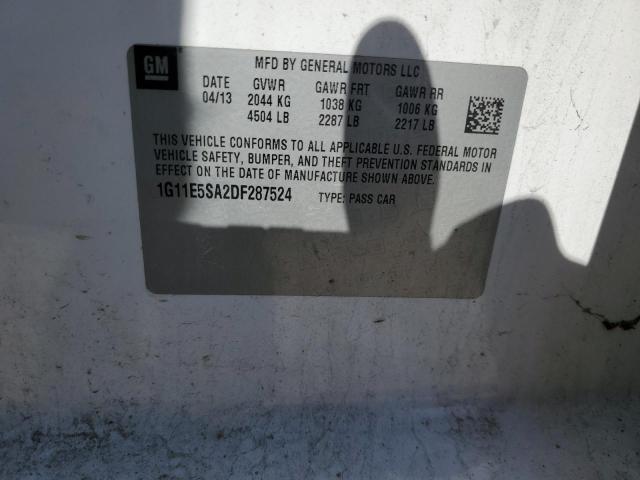 GM
MFD BY GENERAL MOTORS LLC
DATE GVWR GAWR FRT GAWR RR
04/13 2044 KG 1038 KG 1006 KG
4504 LB 2287 LB 2217 LB
THIS VEHICLE CONFORMS TO ALL APPLICABLE U.S. FEDERAL MOTOR
VEHICLE SAFETY, BUMPER, AND THEFT PREVENTION STANDARDS IN
EFFECT ON THE DATE OF MANUFACTURE SHOWN ABOVE.
1G11E5SA2DF287524 TYPE: PASS CAR